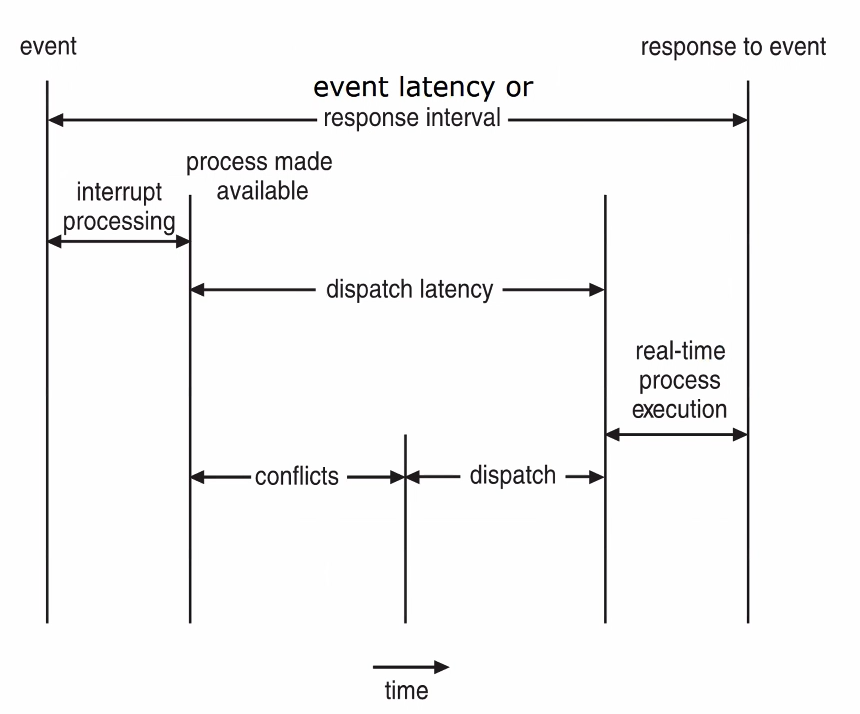 event
response to event
event latency or
response interval
process made
available
interrupt
processing
dispatch latency
real-time
process
execution
conflicts
dispatch
time